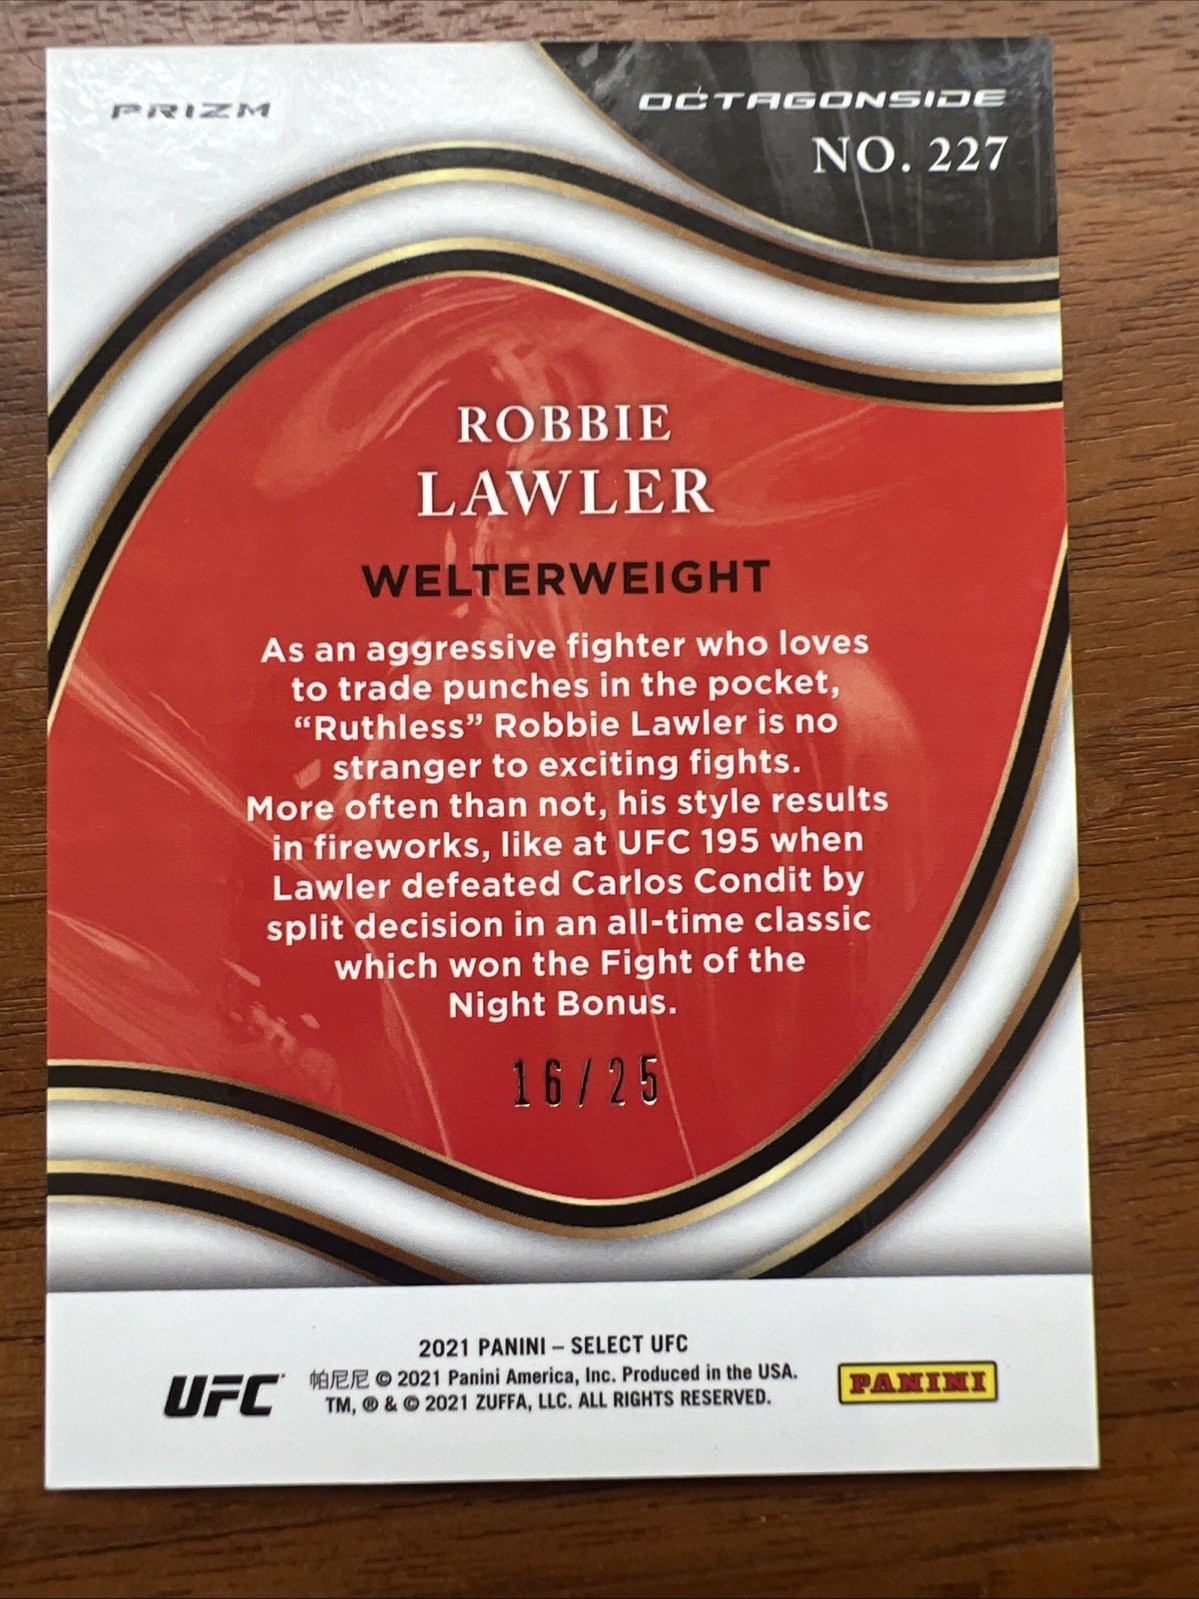 PRIZM
OCTAGONSIDE
NO. 227
ROBBIE
LAWLER
WELTERWEIGHT
As an aggressive fighter who loves
to trade punches in the pocket,
“Ruthless” Robbie Lawler is no
stranger to exciting fights.
More often than not, his style results
in fireworks, like at UFC 195 when
Lawler defeated Carlos Condit by
split decision in an all-time classic
which won the Fight of the
Night Bonus.
16/25
2021 PANINI – SELECT UFC
UFC
帕尼尼 © 2021 Panini America, Inc. Produced in the USA.
TM, ® & © 2021 ZUFFA, LLC. ALL RIGHTS RESERVED.
PANINI